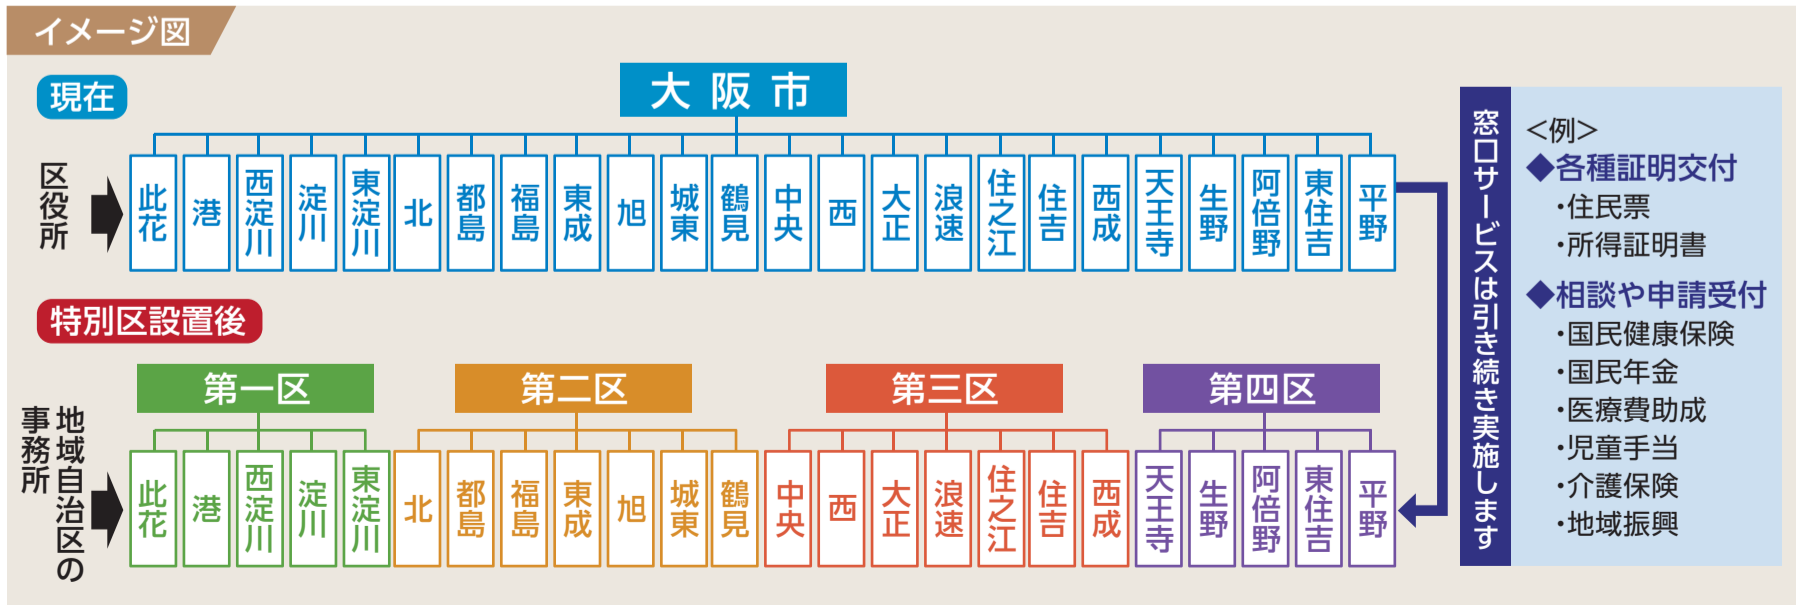 イメージ図
現在
大阪市
区役所
此花
港
西淀川
淀川
東淀川
北
都島
福島
東成
旭
城東
鶴見
中央
西
大正
浪速
住之江
住吉
西成
天王寺
生野
阿倍野
東住吉
平野
特別区設置後
第一区
第二区
第三区
第四区
地域自治区の
事務所
此花
港
西淀川
淀川
東淀川
北
都島
福島
東成
旭
城東
鶴見
中央
西
大正
浪速
住之江
住吉
西成
天王寺
生野
阿倍野
東住吉
平野
窓口サービスは引き続き実施します
＜例＞
◆各種証明交付
・住民票
・所得証明書
◆相談や申請受付
・国民健康保険
・国民年金
・医療費助成
・児童手当
・介護保険
・地域振興